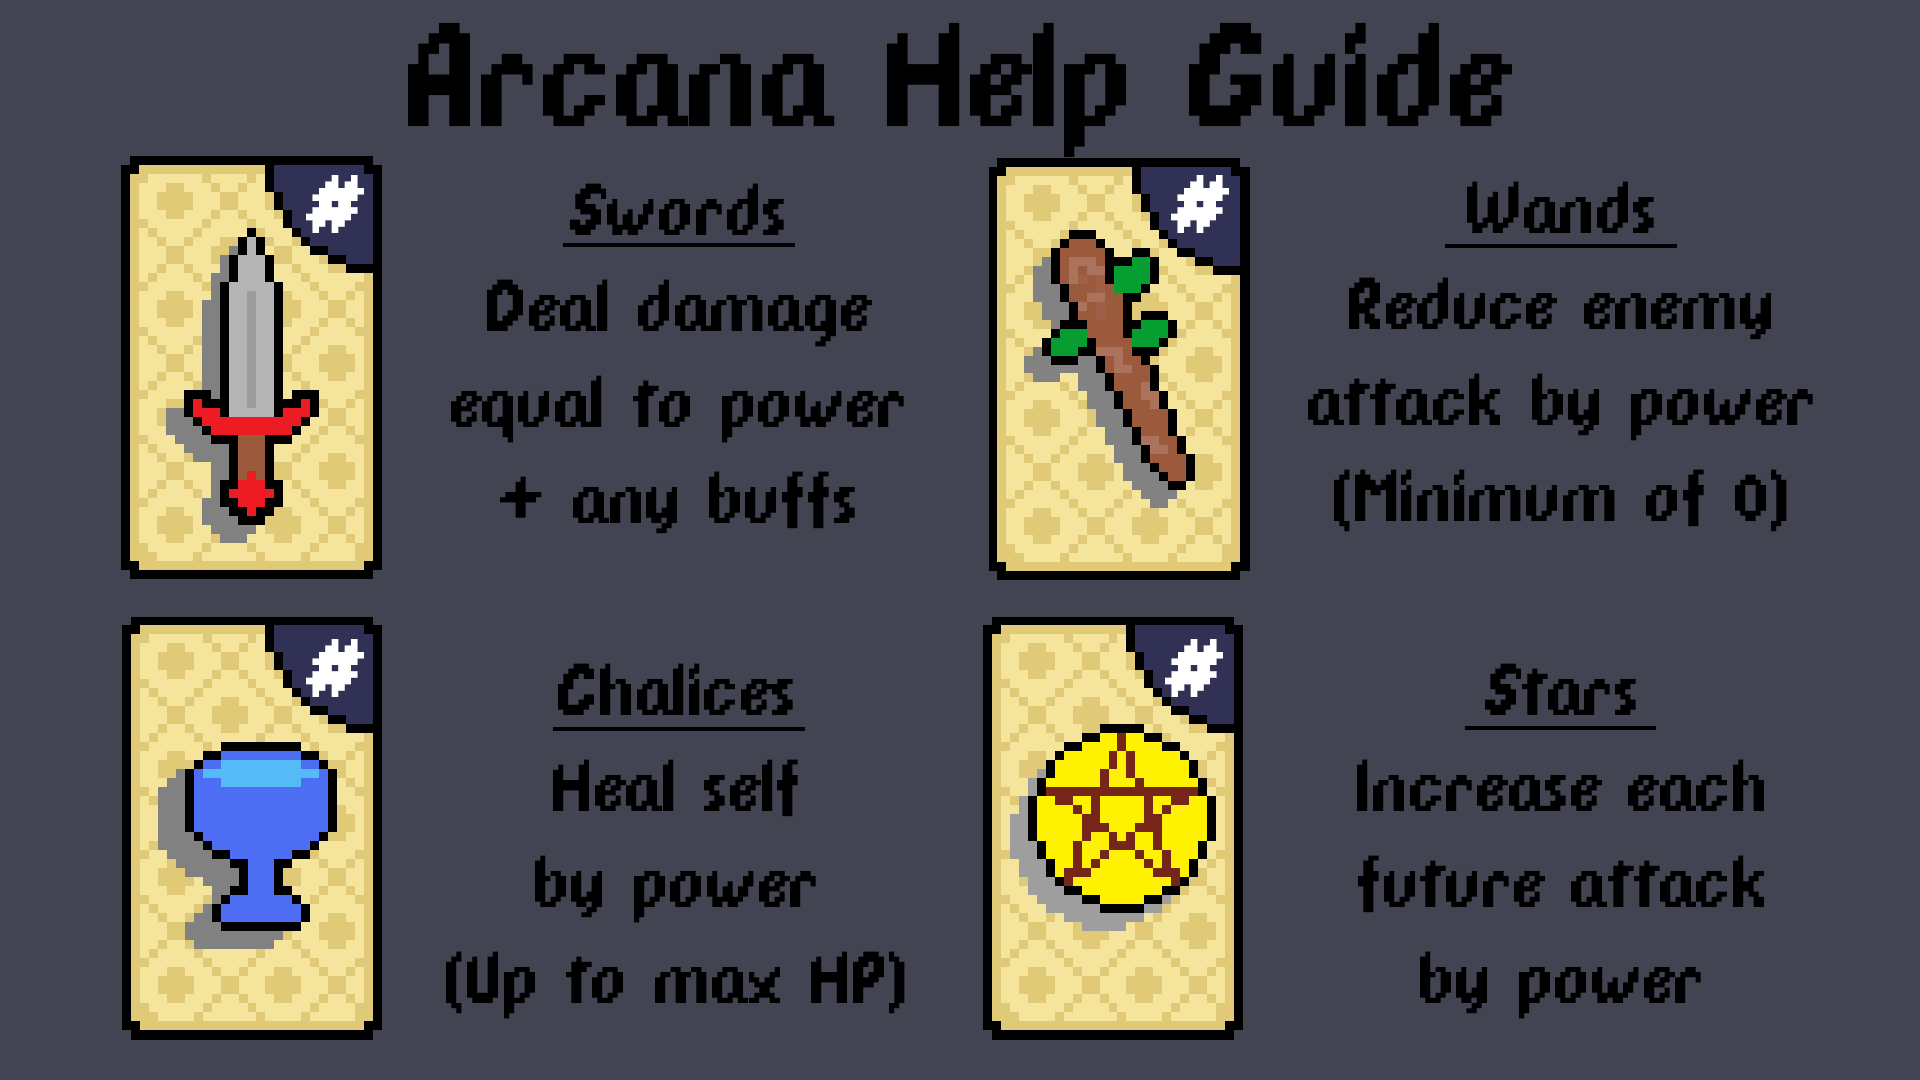 Arcana Help Guide
#
Swords
Deal damage
equal to power
+ any buffs
#
Wands
Reduce enemy
attack by power
(Minimum of 0)
#
Chalices
Heal self
by power
(Up to max HP)
#
Stars
Increase each
future attack
by power